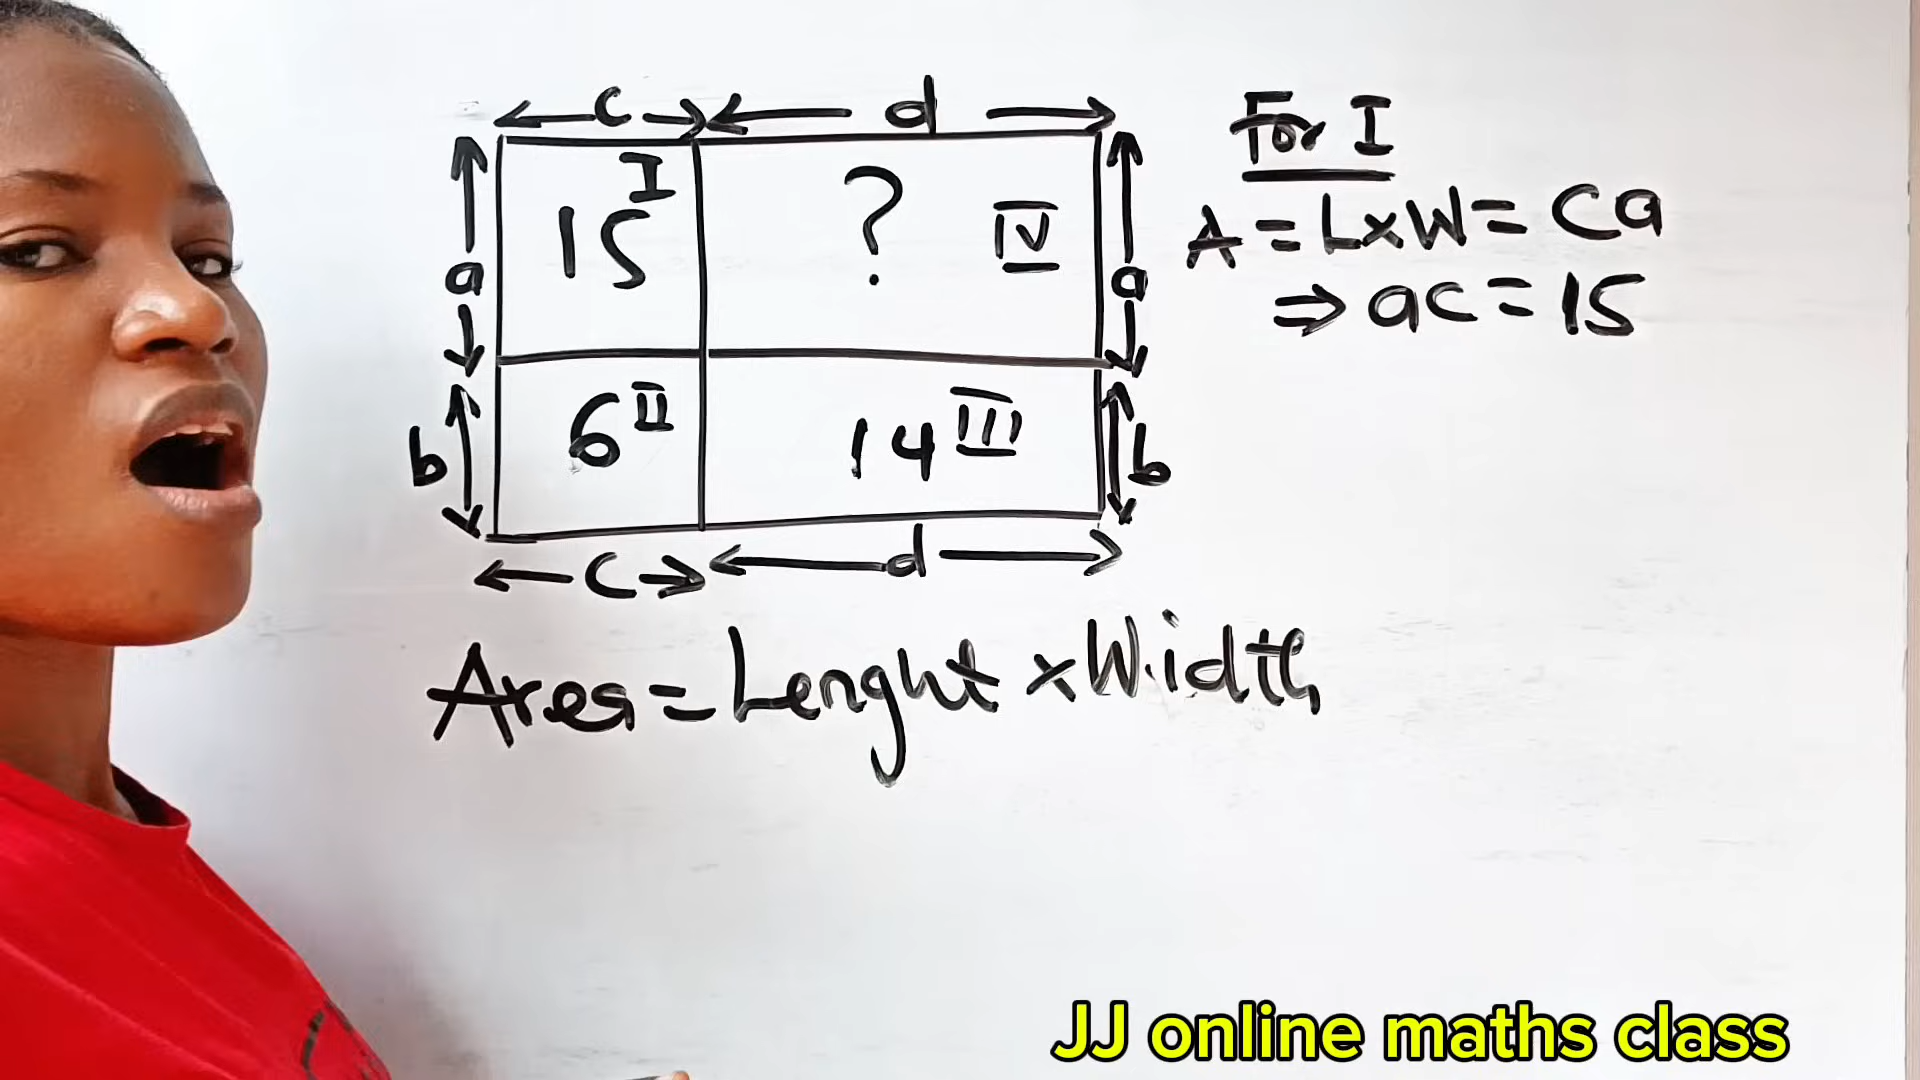 c d
For I
I
a 15 ? IV a
A = L x W = ca
⇒ ac = 15
b 6 II 14 III b
c d
Area = Lenght x Width
JJ online maths class